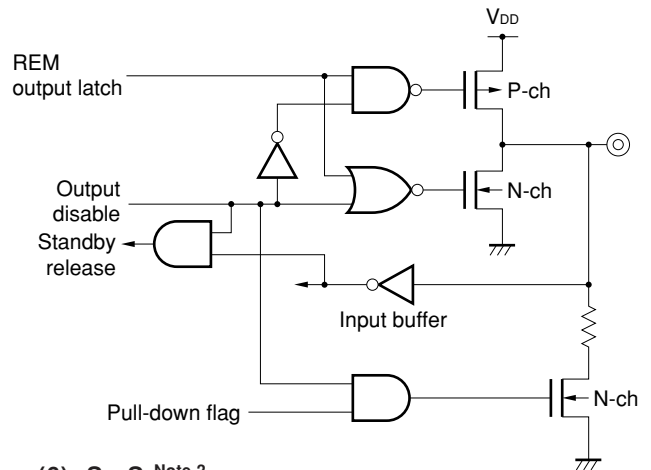 VDD
REM
output latch
P-ch
N-ch
Output
disable
Standby
release
Input buffer
Pull-down flag
N-ch